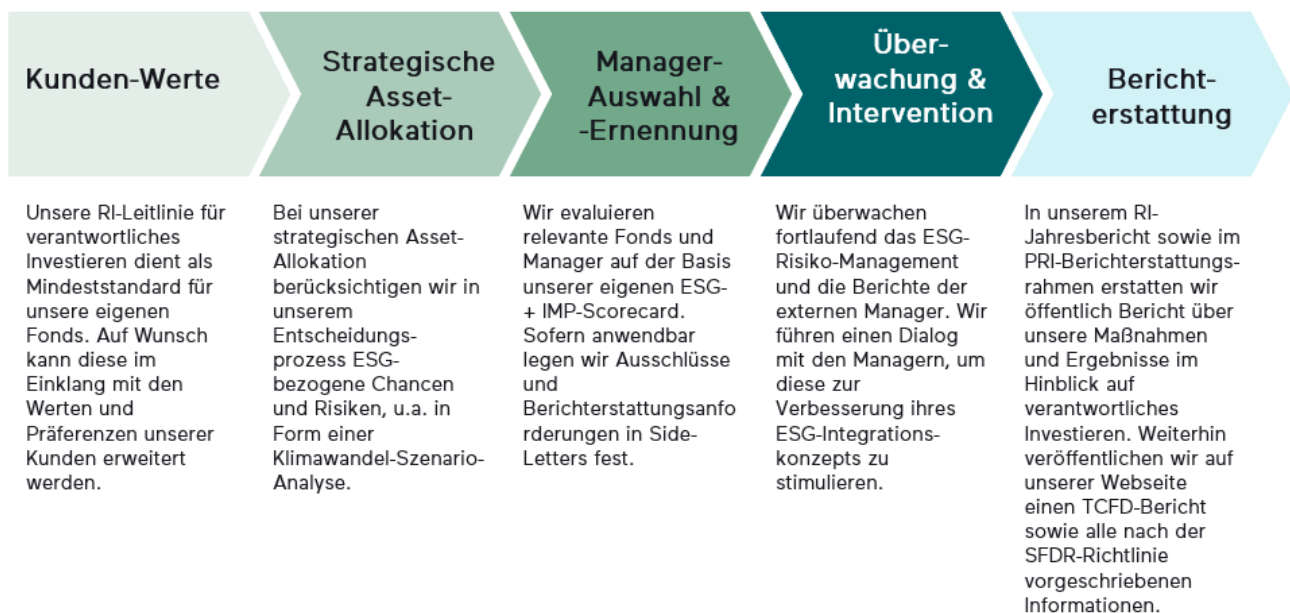 Kunden-Werte
Strategische
Asset-
Allokation
Manager-
Auswahl &
-Ernennung
Über-
wachung &
Intervention
Bericht-
erstattung
Unsere RI-Leitlinie für
verantwortliches
Investieren dient als
Mindeststandard für
unsere eigenen
Fonds. Auf Wunsch
kann diese im
Einklang mit den
Werten und
Präferenzen unserer
Kunden erweitert
werden.
Bei unserer
strategischen Asset-
Allokation
berücksichtigen wir in
unserem
Entscheidungs-
prozess ESG-
bezogene Chancen
und Risiken, u.a. in
Form einer
Klimawandel-Szenario-
Analyse.
Wir evaluieren
relevante Fonds und
Manager auf der Basis
unserer eigenen ESG-
+ IMP-Scorecard.
Sofern anwendbar
legen wir Ausschlüsse
und
Berichterstattungsanfo
rderungen in Side-
Letters fest.
Wir überwachen
fortlaufend das ESG-
Risiko-Management
und die Berichte der
externen Manager. Wir
führen einen Dialog
mit den Managern, um
diese zur
Verbesserung ihres
ESG-Integrations-
konzepts zu
stimulieren.
In unserem RI-
Jahresbericht sowie im
PRI-Berichterstattungs-
rahmen erstatten wir
öffentlich Bericht über
unsere Maßnahmen
und Ergebnisse im
Hinblick auf
verantwortliches
Investieren. Weiterhin
veröffentlichen wir auf
unserer Webseite
einen TCFD-Bericht
sowie alle nach der
SFDR-Richtlinie
vorgeschriebenen
Informationen.